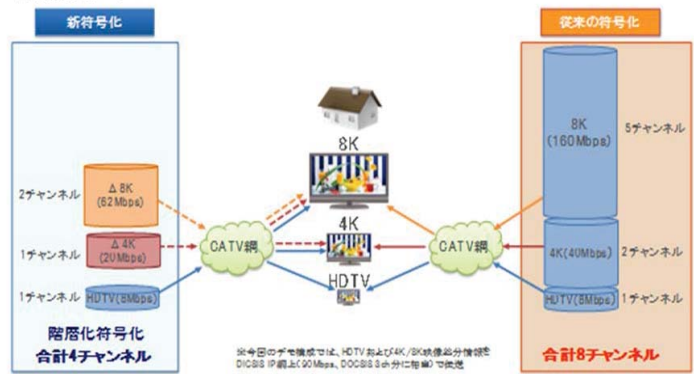 新符号化
従来の符号化
8K
(160Mbps)
5チャンネル
8K
2チャンネル
Δ 8K
(62Mbps)
4K
1チャンネル
Δ 4K
(20Mbps)
CATV網
CATV網
4K(40Mbps)
2チャンネル
HDTV
1チャンネル
HDTV(8Mbps)
HDTV(8Mbps)
1チャンネル
階層化符号化
合計4チャンネル
合計8チャンネル
※今回のデモ構成では、HDTVおよび4K/8K映像差分情報を
DICSIS IP網上(90Mbps、DOCSIS 3ch分に相当)で伝送